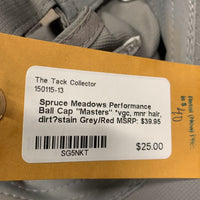 The Tack Collector
150115-13
Spruce Meadows Performance
Ball Cap "Masters" *vgc, mnr hair,
dirt?stain Grey/Red MSRP: $39.95
$25.00
SG5NKT